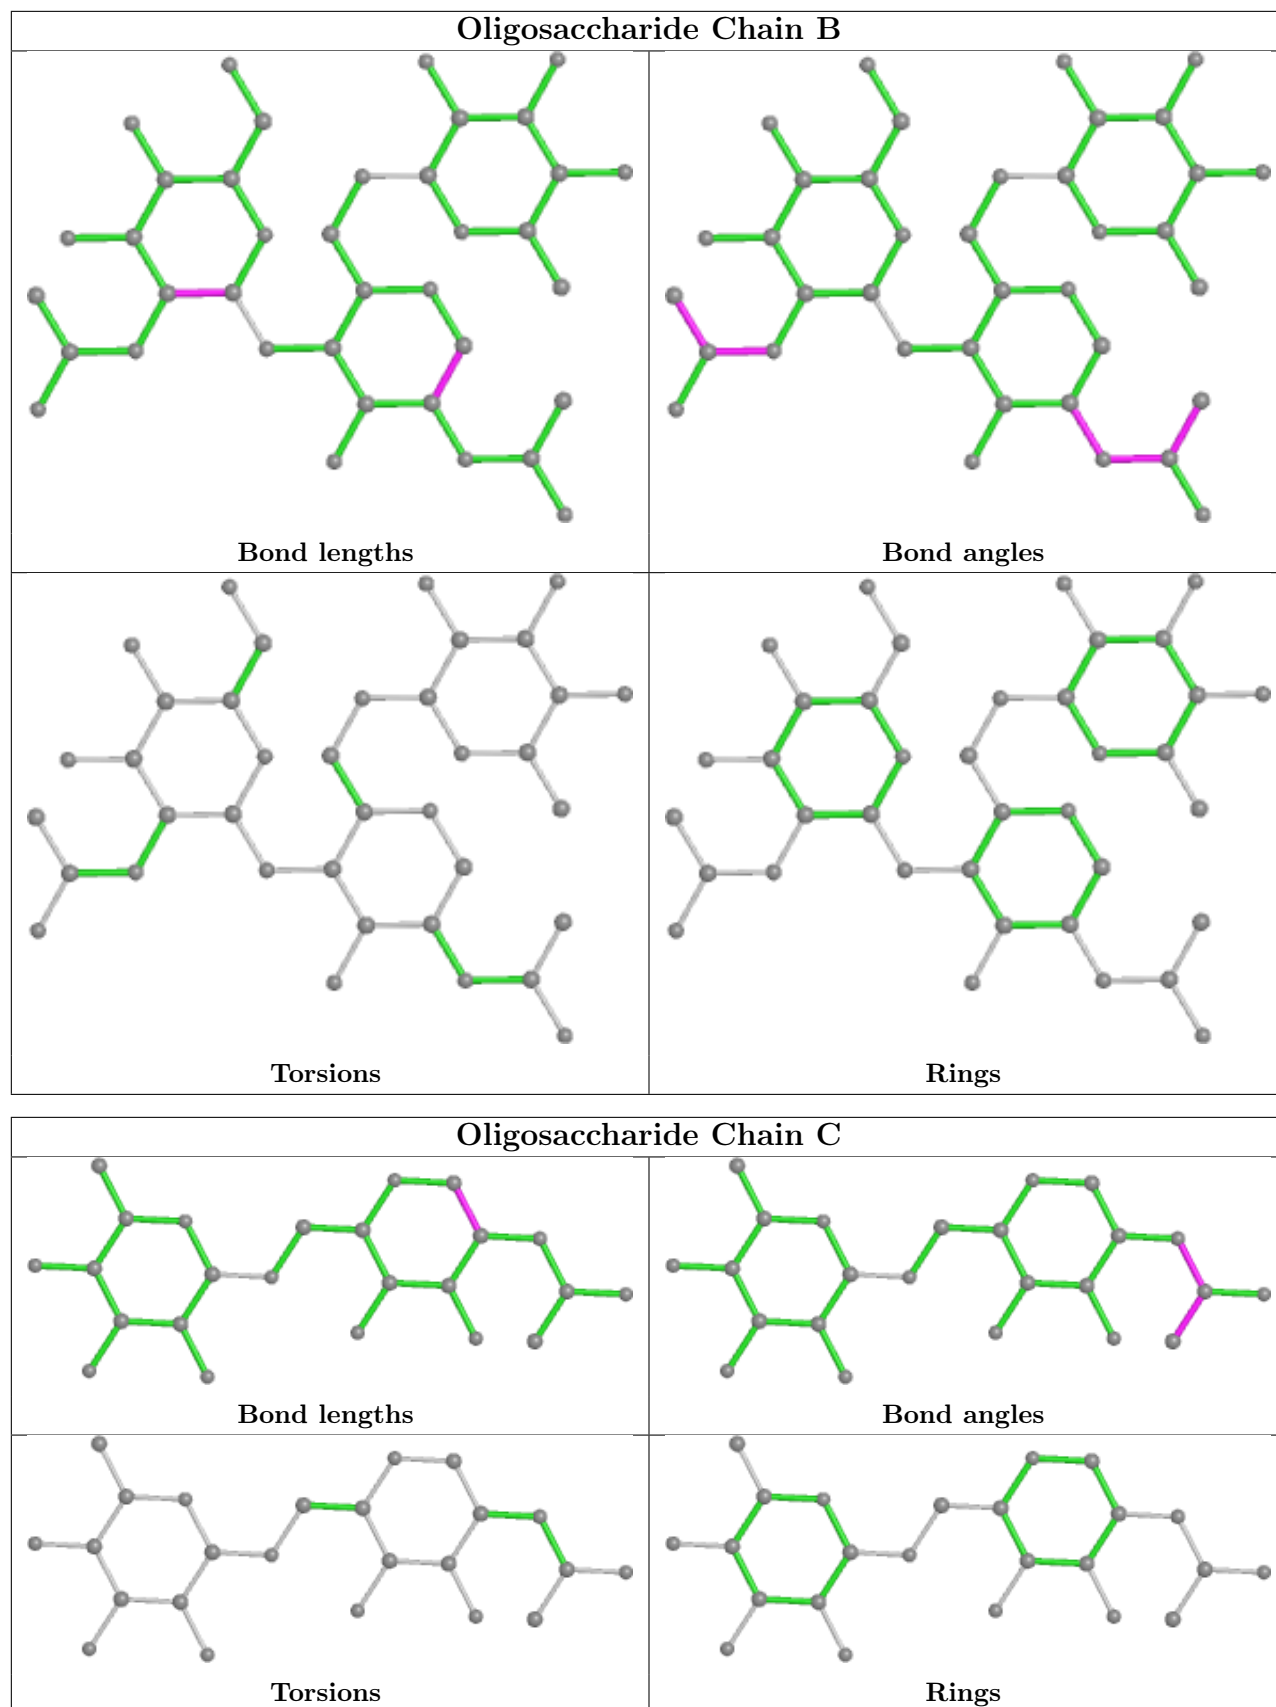 Oligosaccharide Chain B
Bond lengths
Bond angles
Torsions
Rings
Oligosaccharide Chain C
Bond lengths
Bond angles
Torsions
Rings